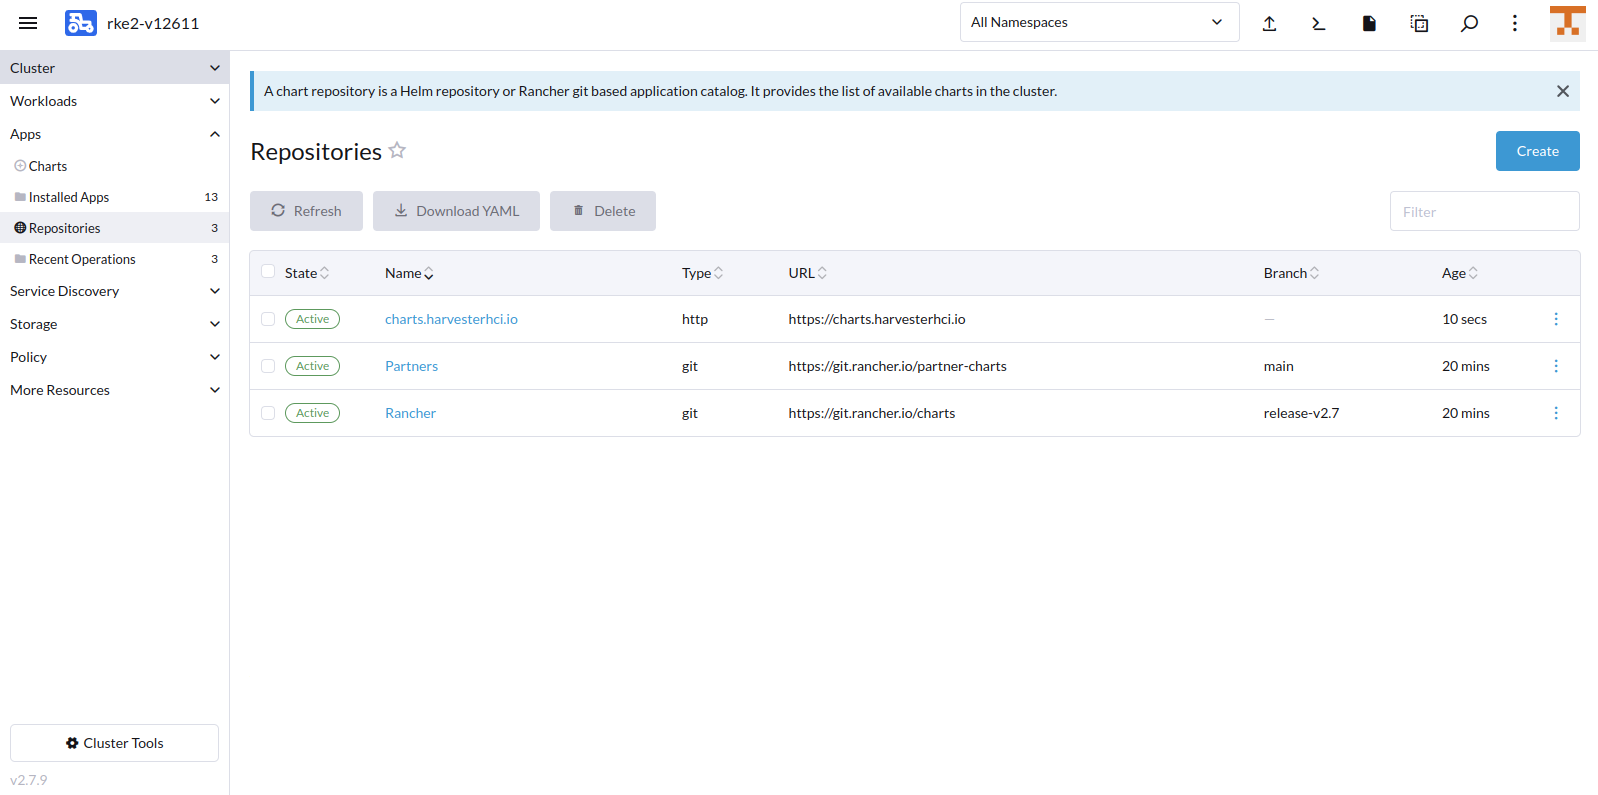 rke2-v12611
All Namespaces
Cluster
Workloads
Apps
Charts
Installed Apps 13
Repositories 3
Recent Operations 3
Service Discovery
Storage
Policy
More Resources
Cluster Tools
v2.7.9
A chart repository is a Helm repository or Rancher git based application catalog. It provides the list of available charts in the cluster.
Repositories
Create
Refresh Download YAML Delete
Filter
State Name Type URL Branch Age
Active charts.harvesterhci.io http https://charts.harvesterhci.io — 10 secs
Active Partners git https://git.rancher.io/partner-charts main 20 mins
Active Rancher git https://git.rancher.io/charts release-v2.7 20 mins